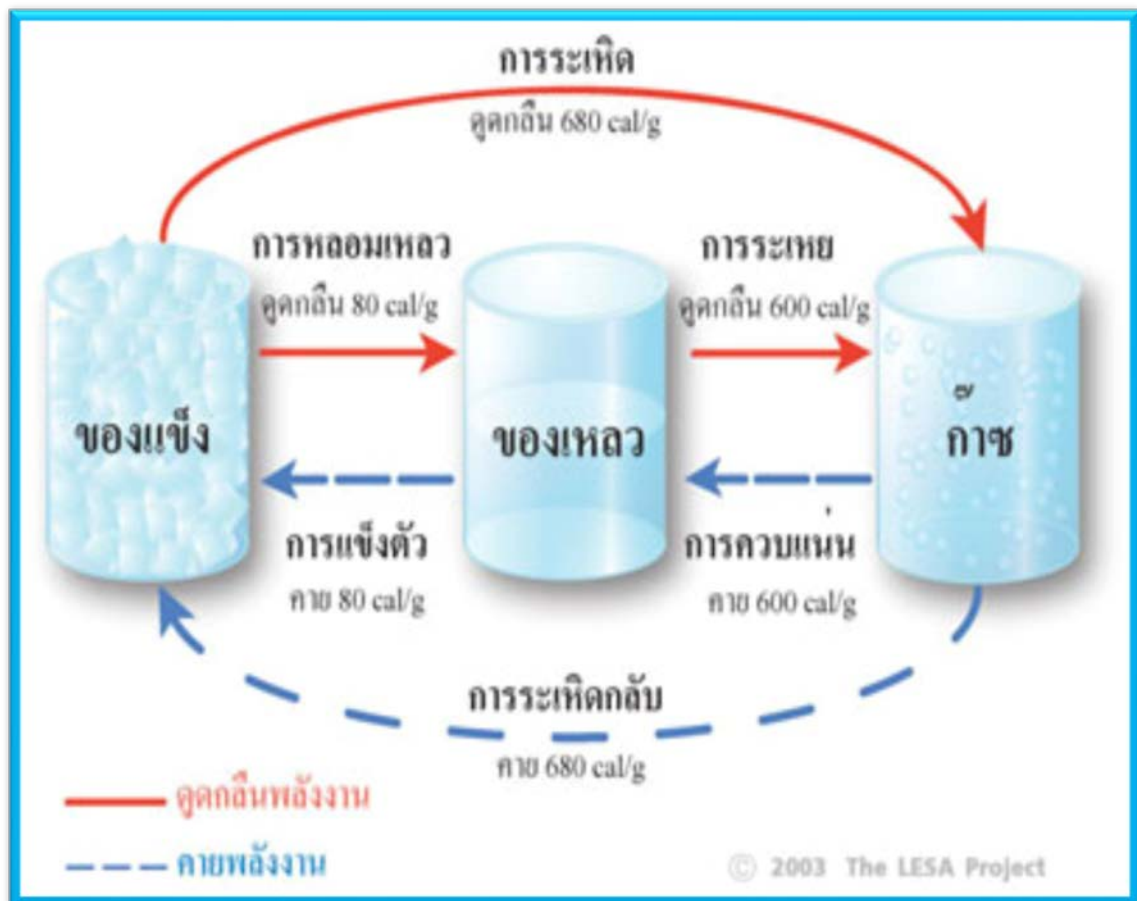 การระเหิด
ดูดกลืน 680 cal/g
การหลอมเหลว
ดูดกลืน 80 cal/g
การระเหย
ดูดกลืน 600 cal/g
ของแข็ง
ของเหลว
ก๊าซ
การแข็งตัว
คาย 80 cal/g
การควบแน่น
คาย 600 cal/g
การระเหิดกลับ
คาย 680 cal/g
ดูดกลืนพลังงาน
คายพลังงาน
© 2003 The LESA Project